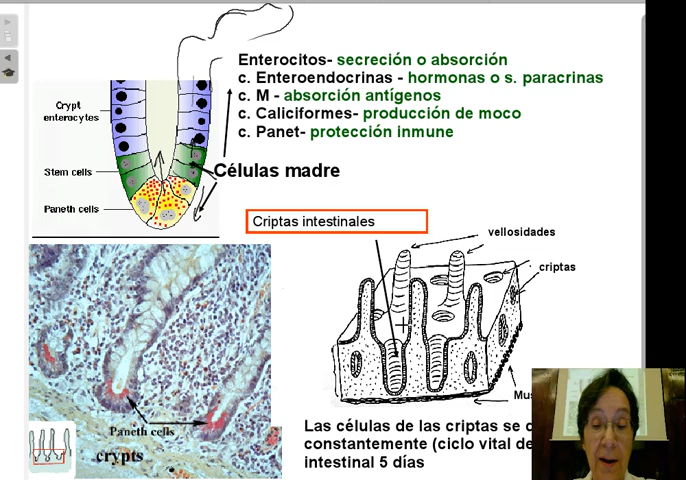 Enterocitos- secreción o absorción
c. Enteroendocrinas - hormonas o s. paracrinas
c. M - absorción antígenos
c. Caliciformes- producción de moco
c. Panet- protección inmune
Crypt
enterocytes
Stem cells
Paneth cells
Células madre
Criptas intestinales
vellosidades
criptas
Mus
Paneth cells
crypts
Las células de las criptas se d
constantemente (ciclo vital de
intestinal 5 días